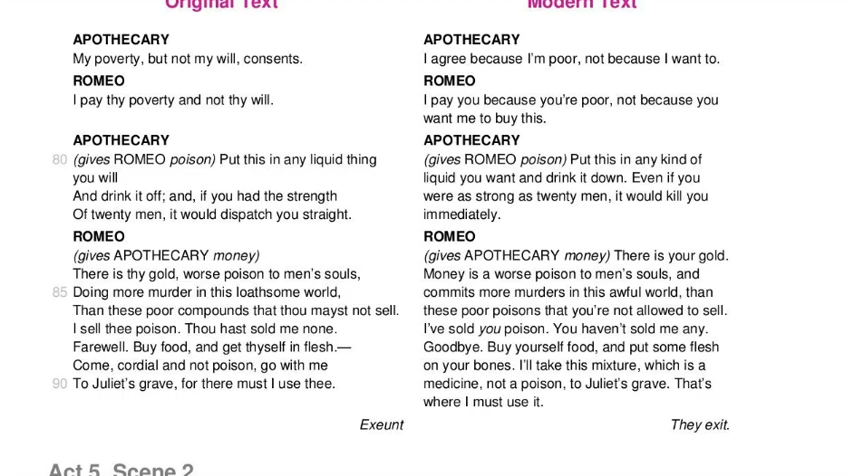 Original Text
APOTHECARY
My poverty, but not my will, consents.
ROMEO
I pay thy poverty and not thy will.
APOTHECARY
80 (gives ROMEO poison) Put this in any liquid thing
you will
And drink it off; and, if you had the strength
Of twenty men, it would dispatch you straight.
ROMEO
(gives APOTHECARY money)
There is thy gold, worse poison to men's souls,
85 Doing more murder in this loathsome world,
Than these poor compounds that thou mayst not sell.
I sell thee poison. Thou hast sold me none.
Farewell. Buy food, and get thyself in flesh.—
Come, cordial and not poison, go with me
90 To Juliet's grave, for there must I use thee.
Exeunt
Modern Text
APOTHECARY
I agree because I'm poor, not because I want to.
ROMEO
I pay you because you're poor, not because you
want me to buy this.
APOTHECARY
(gives ROMEO poison) Put this in any kind of
liquid you want and drink it down. Even if you
were as strong as twenty men, it would kill you
immediately.
ROMEO
(gives APOTHECARY money) There is your gold.
Money is a worse poison to men's souls, and
commits more murders in this awful world, than
these poor poisons that you're not allowed to sell.
I've sold you poison. You haven't sold me any.
Goodbye. Buy yourself food, and put some flesh
on your bones. I'll take this mixture, which is a
medicine, not a poison, to Juliet's grave. That's
where I must use it.
They exit.
Act 5, Scene 2